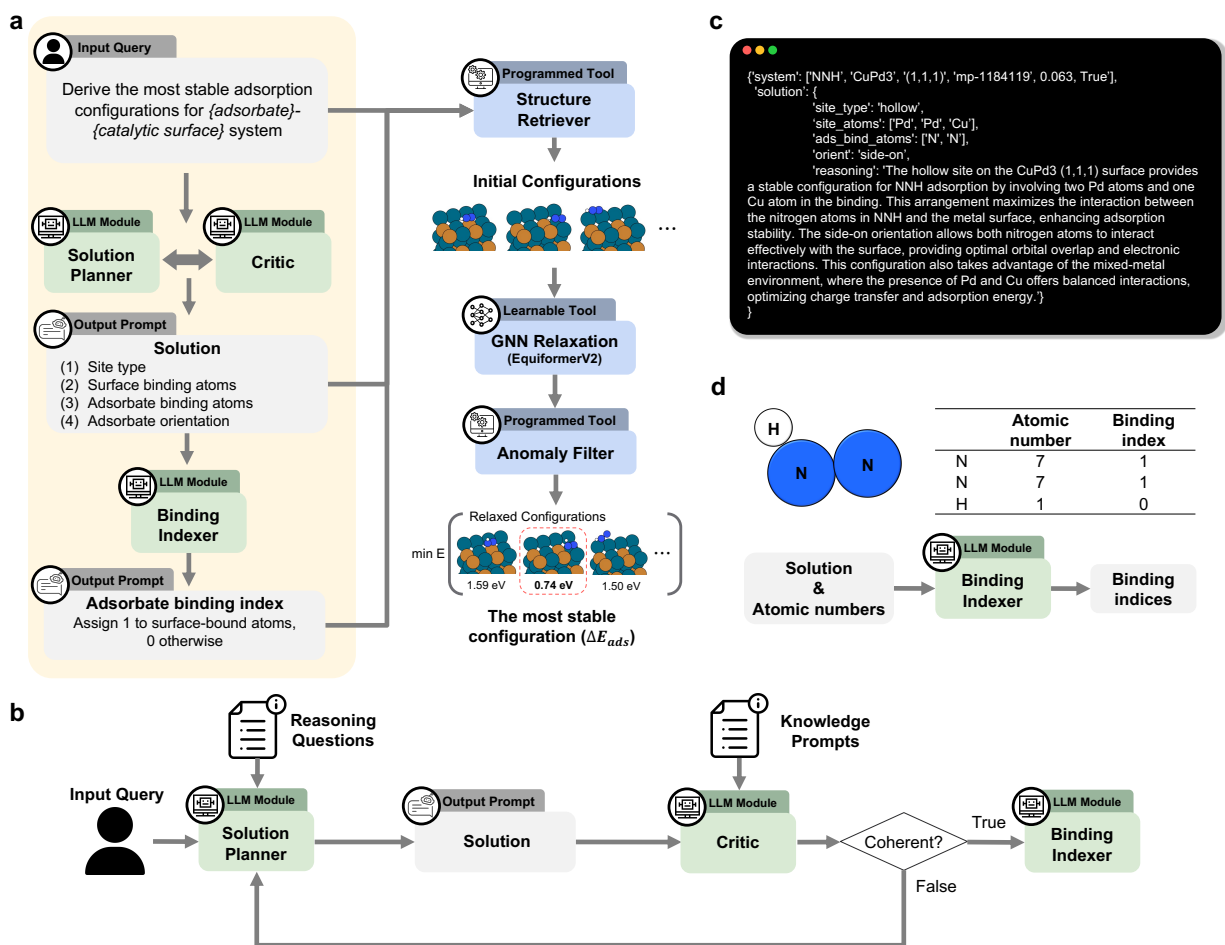 a
Input Query
Derive the most stable adsorption
configurations for {adsorbate}-
{catalytic surface} system
LLM Module
Solution
Planner
LLM Module
Critic
Output Prompt
Solution
(1) Site type
(2) Surface binding atoms
(3) Adsorbate binding atoms
(4) Adsorbate orientation
LLM Module
Binding
Indexer
Output Prompt
Adsorbate binding index
Assign 1 to surface-bound atoms,
0 otherwise
Programmed Tool
Structure
Retriever
Initial Configurations
...
Learnable Tool
GNN Relaxation
(EquiformerV2)
Programmed Tool
Anomaly Filter
Relaxed Configurations
min E
...
1.59 eV
0.74 eV
1.50 eV
The most stable
configuration (Δ𝐸𝑎𝑑𝑠)
c
{'system': ['NNH', 'CuPd3', '(1,1,1)', 'mp-1184119', 0.063, True'],
'solution': {
'site_type': 'hollow',
'site_atoms': ['Pd', 'Pd', 'Cu'],
'ads_bind_atoms': ['N', 'N'],
'orient': 'side-on',
'reasoning': 'The hollow site on the CuPd3 (1,1,1) surface provides
a stable configuration for NNH adsorption by involving two Pd atoms and one
Cu atom in the binding. This arrangement maximizes the interaction between
the nitrogen atoms in NNH and the metal surface, enhancing adsorption
stability. The side-on orientation allows both nitrogen atoms to interact
effectively with the surface, providing optimal orbital overlap and electronic
interactions. This configuration also takes advantage of the mixed-metal
environment, where the presence of Pd and Cu offers balanced interactions,
optimizing charge transfer and adsorption energy.'}
}
d
H
N
N
Atomic Binding
number index
N 7 1
N 7 1
H 1 0
Solution
&
Atomic numbers
LLM Module
Binding
Indexer
Binding
indices
b
Reasoning
Questions
Knowledge
Prompts
Input Query
LLM Module
Solution
Planner
Output Prompt
Solution
LLM Module
Critic
Coherent?
True
False
LLM Module
Binding
Indexer